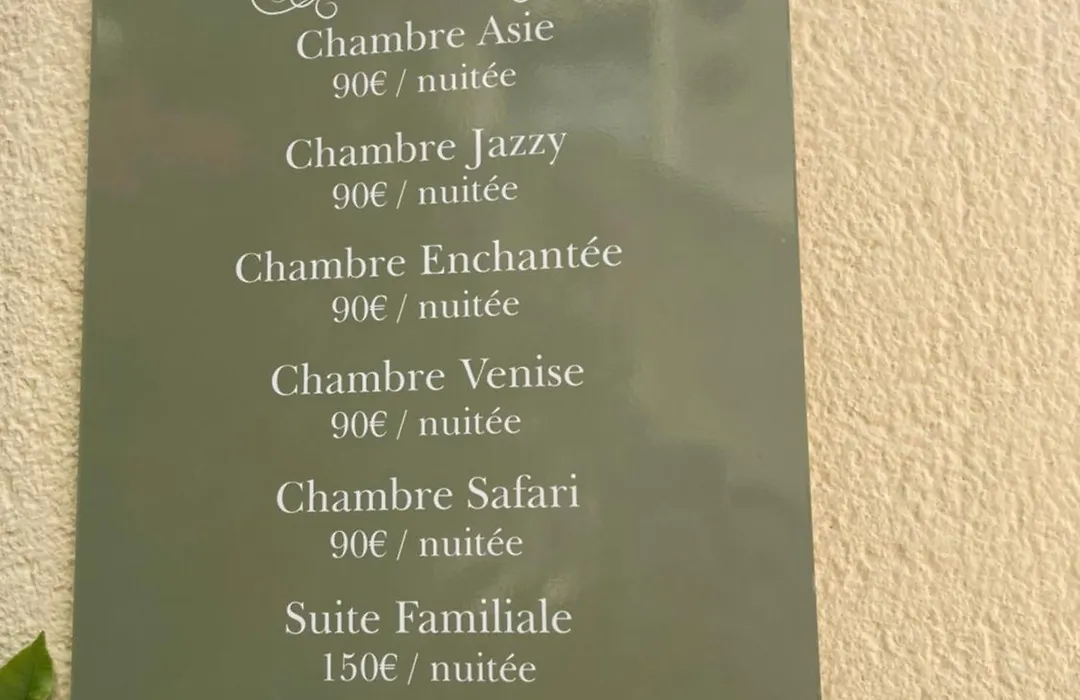 Chambre Asie
90€ / nuitée
Chambre Jazzy
90€ / nuitée
Chambre Enchantée
90€ / nuitée
Chambre Venise
90€ / nuitée
Chambre Safari
90€ / nuitée
Suite Familiale
150€ / nuitée